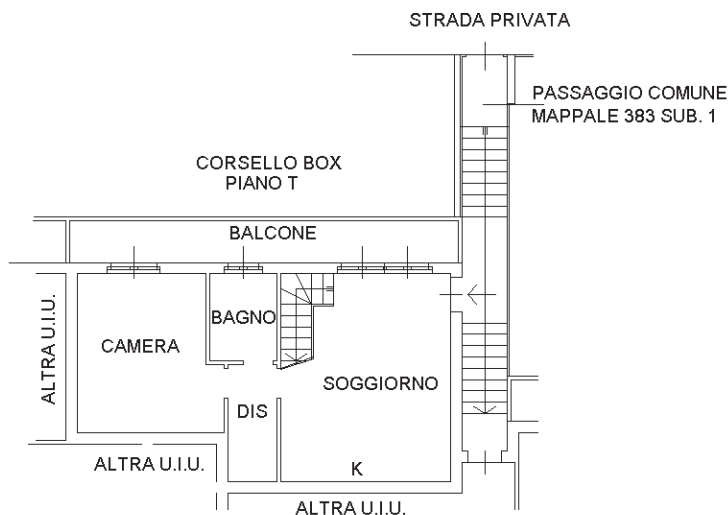 STRADA PRIVATA
PASSAGGIO COMUNE
MAPPALE 383 SUB. 1
CORSELLO BOX
PIANO T
BALCONE
ALTRA U.I.U.
CAMERA
BAGNO
SOGGIORNO
DIS
ALTRA U.I.U.
K
ALTRA U.I.U.